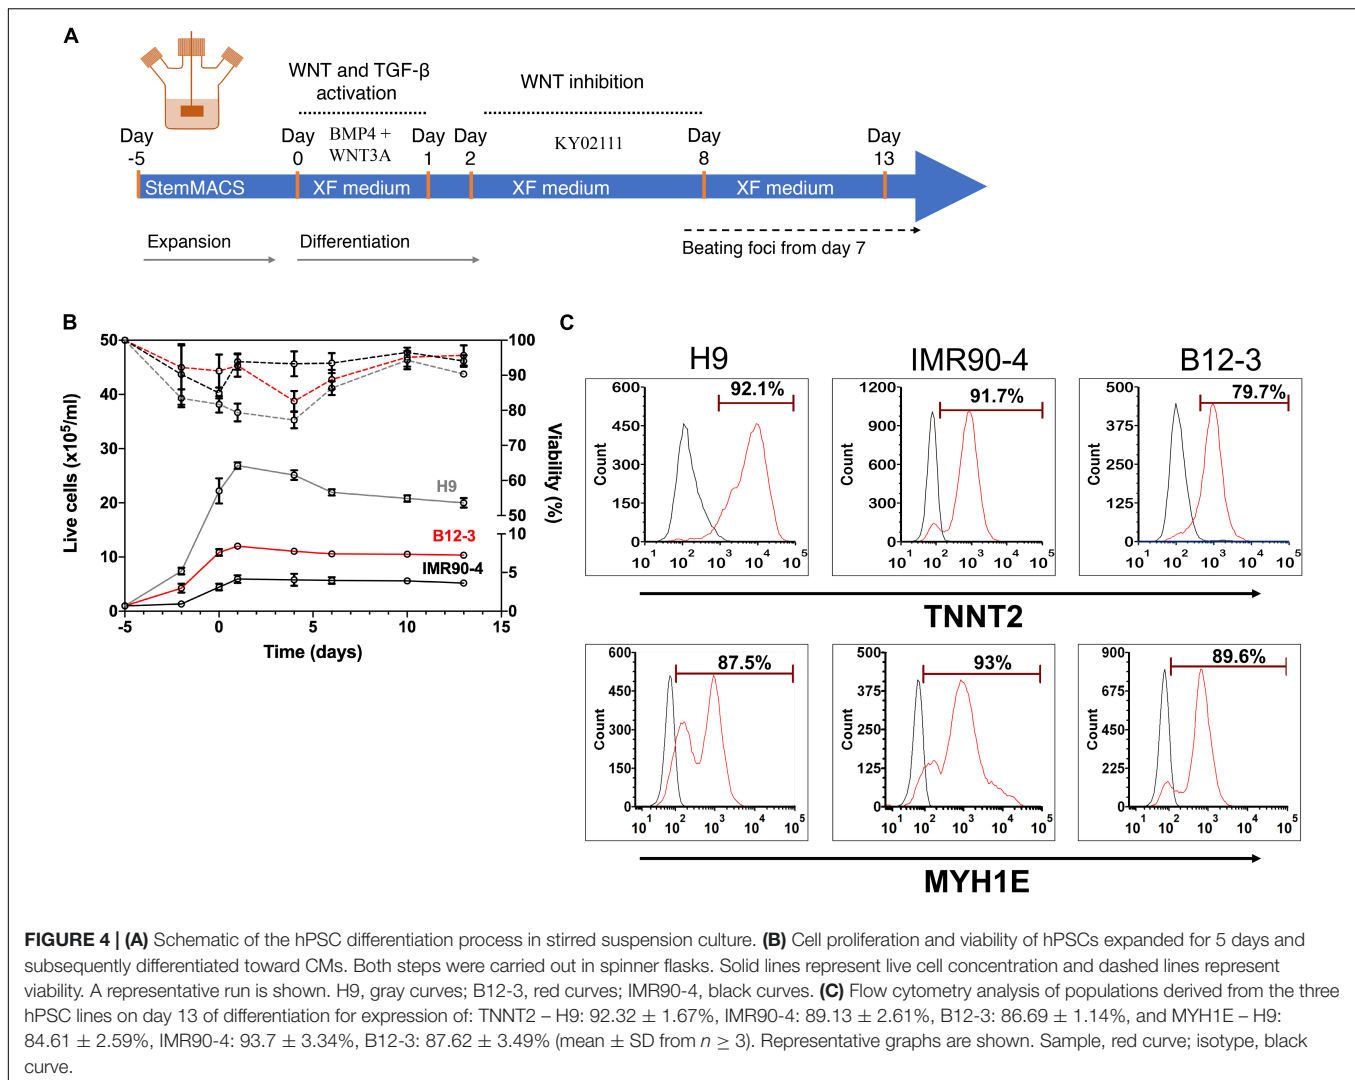 A
WNT and TGF-β
activation
WNT inhibition
Day
-5
Day
0
BMP4 +
WNT3A
Day
1
Day
2
KY02111
Day
8
Day
13
StemMACS
XF medium
XF medium
XF medium
Expansion
Differentiation
Beating foci from day 7
B
50
40
30
20
10
0
Live cells (x10⁵/ml)
100
90
80
70
60
50
10
5
0
Viability (%)
H9
B12-3
IMR90-4
-5 0 5 10 15
Time (days)
C
H9
IMR90-4
B12-3
92.1%
600
450
300
150
0
Count
10¹ 10² 10³ 10⁴ 10⁵
91.7%
1200
900
600
300
0
Count
10¹ 10² 10³ 10⁴ 10⁵
79.7%
500
375
250
125
0
Count
10¹ 10² 10³ 10⁴ 10⁵
TNNT2
87.5%
600
450
300
150
0
Count
10¹ 10² 10³ 10⁴ 10⁵
93%
500
375
250
125
0
Count
10¹ 10² 10³ 10⁴ 10⁵
89.6%
900
675
450
225
0
Count
10¹ 10² 10³ 10⁴ 10⁵
MYH1E
FIGURE 4 | (A) Schematic of the hPSC differentiation process in stirred suspension culture. (B) Cell proliferation and viability of hPSCs expanded for 5 days and
subsequently differentiated toward CMs. Both steps were carried out in spinner flasks. Solid lines represent live cell concentration and dashed lines represent
viability. A representative run is shown. H9, gray curves; B12-3, red curves; IMR90-4, black curves. (C) Flow cytometry analysis of populations derived from the three
hPSC lines on day 13 of differentiation for expression of: TNNT2 – H9: 92.32 ± 1.67%, IMR90-4: 89.13 ± 2.61%, B12-3: 86.69 ± 1.14%, and MYH1E – H9:
84.61 ± 2.59%, IMR90-4: 93.7 ± 3.34%, B12-3: 87.62 ± 3.49% (mean ± SD from n ≥ 3). Representative graphs are shown. Sample, red curve; isotype, black
curve.